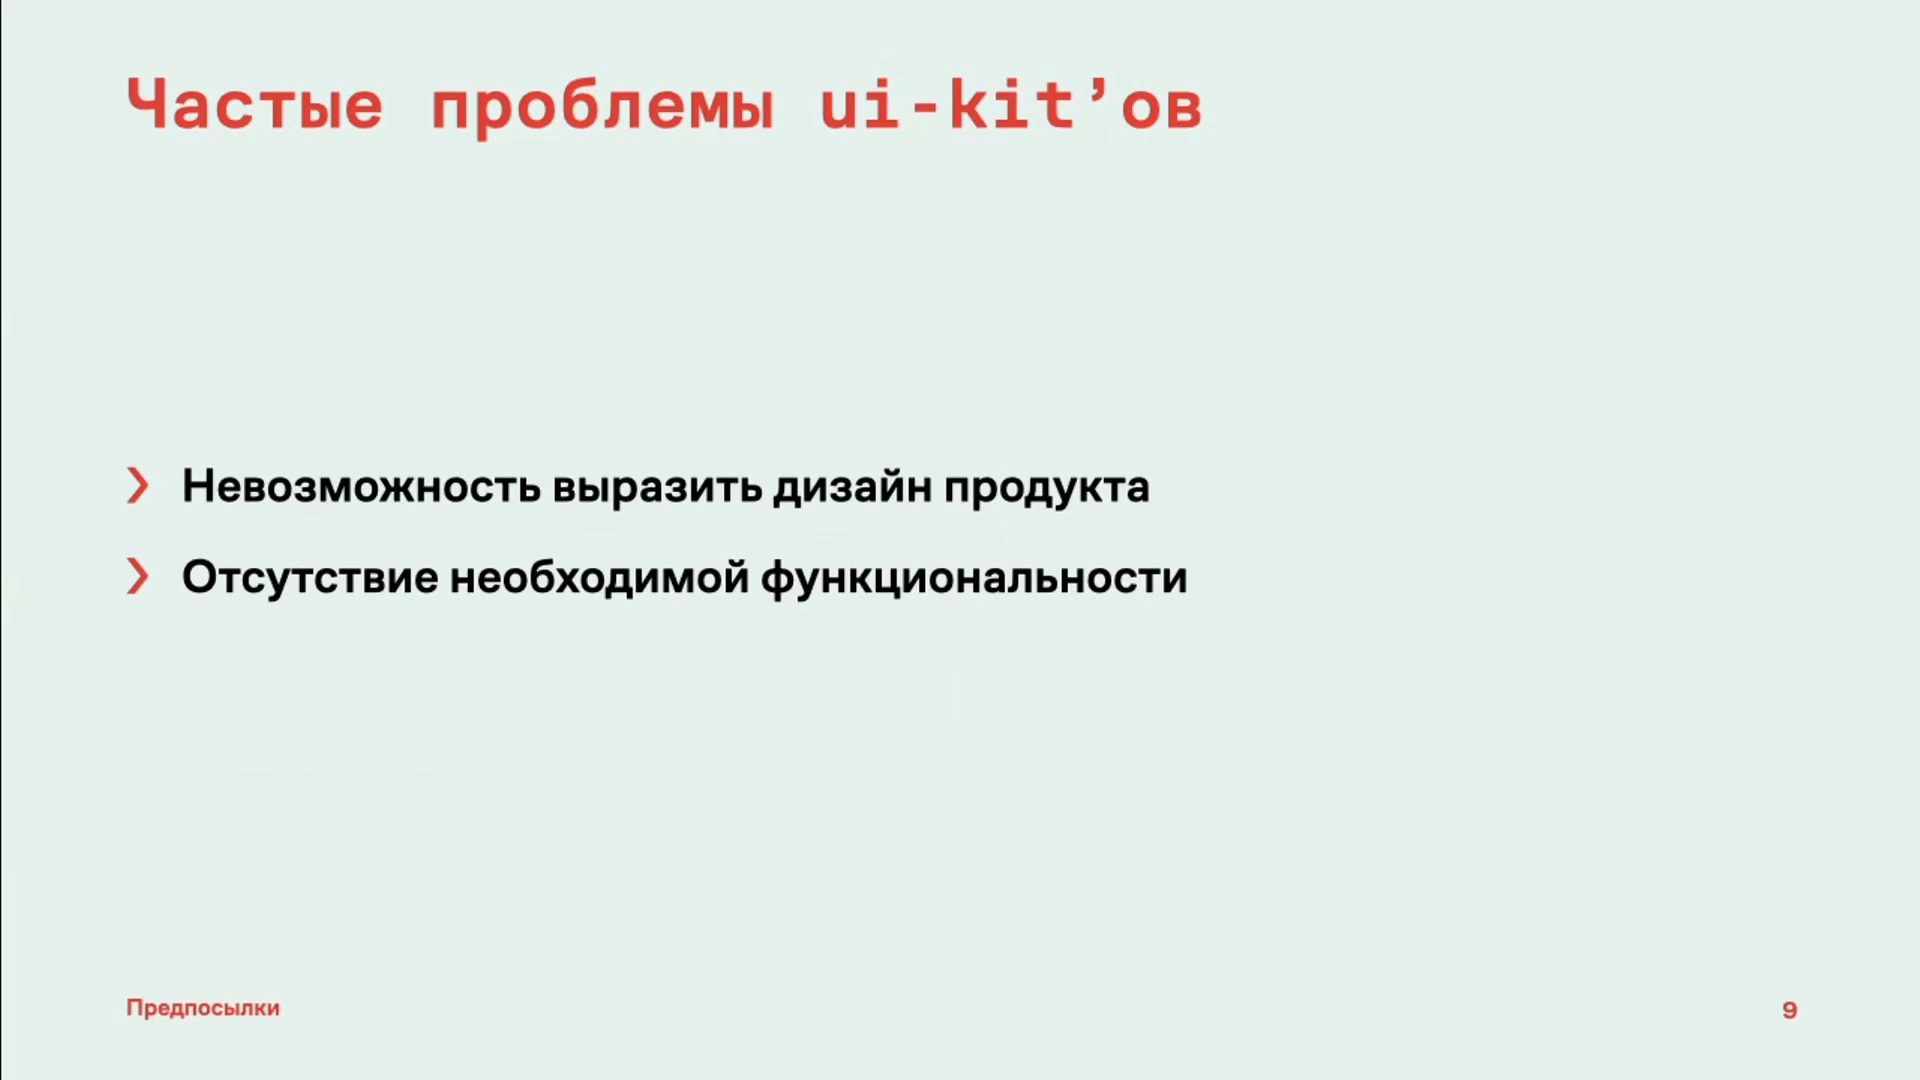 Частые проблемы ui-kit’ов
Невозможность выразить дизайн продукта
Отсутствие необходимой функциональности
Предпосылки
9